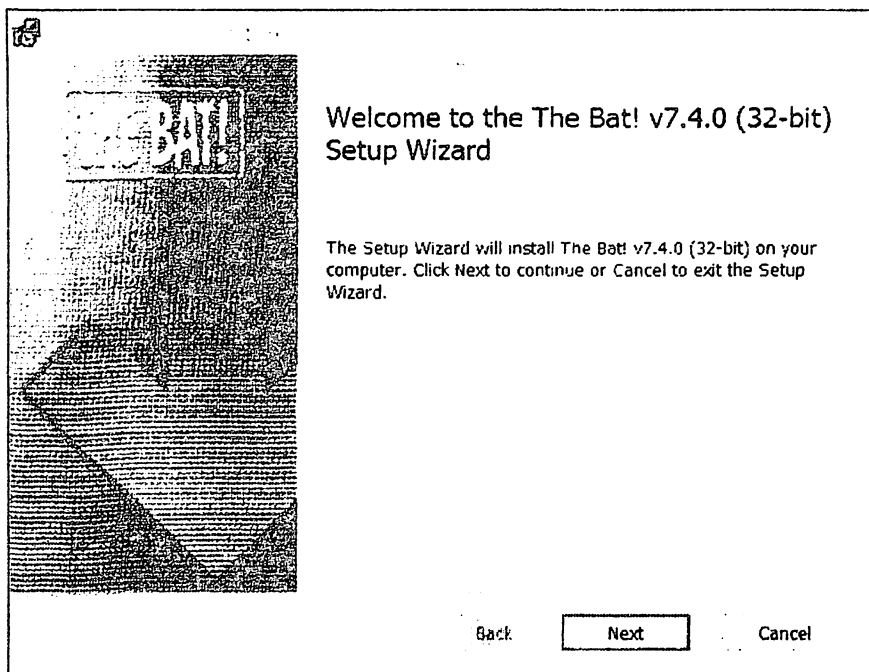 BAT!
Welcome to the The Bat! v7.4.0 (32-bit)
Setup Wizard
The Setup Wizard will install The Bat! v7.4.0 (32-bit) on your
computer. Click Next to continue or Cancel to exit the Setup
Wizard.
Back
Next
Cancel